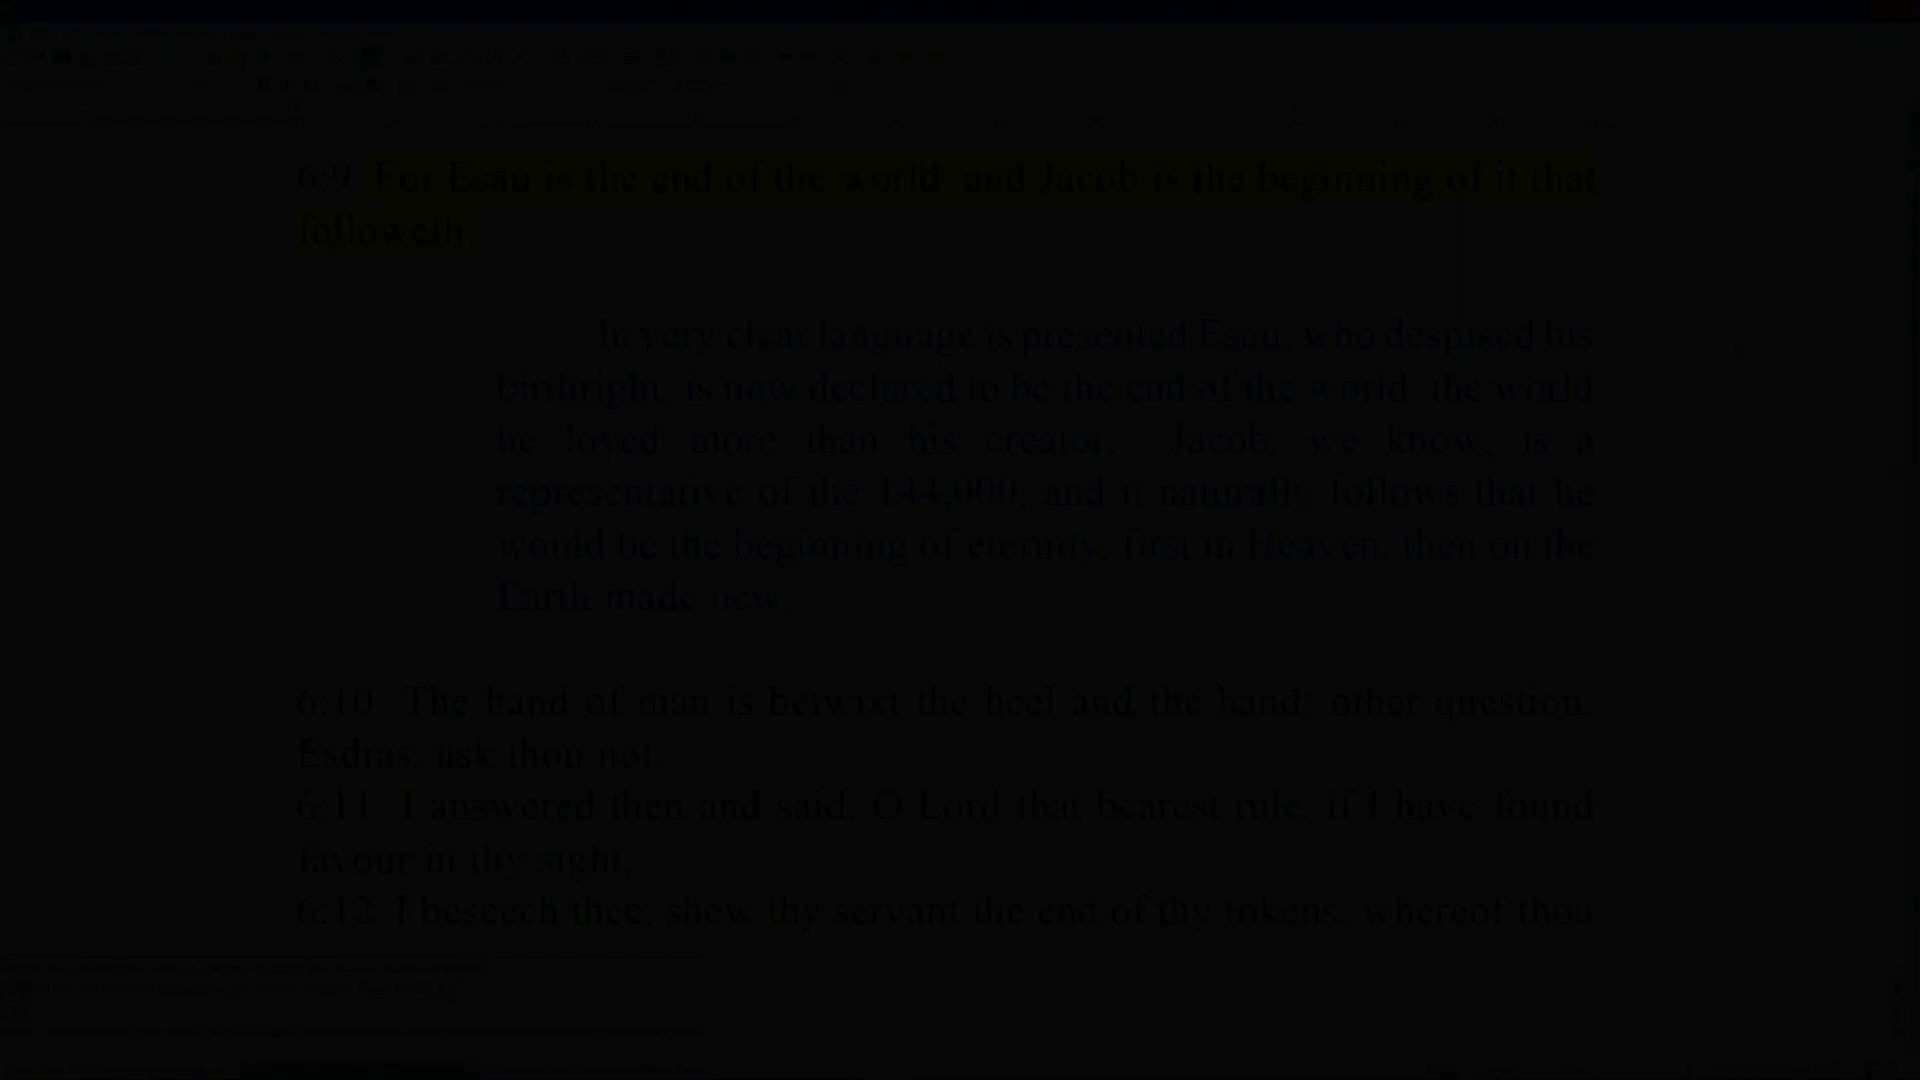 6:9 For Esau is the end of the world, and Jacob is the beginning of it that
followeth.
In very clear language is presented Esau, who despised his
birthright, is now declared to be the end of the world, the world
he loved more than his creator. Jacob, we know, is a
representative of the 144,000, and it naturally follows that he
would be the beginning of eternity, first in Heaven, then on the
Earth made new.
6:10 The hand of man is betwixt the heel and the hand: other question,
Esdras, ask thou not.
6:11 I answered then and said, O Lord that bearest rule, if I have found
favour in thy sight,
6:12 I beseech thee, shew thy servant the end of thy tokens, whereof thou